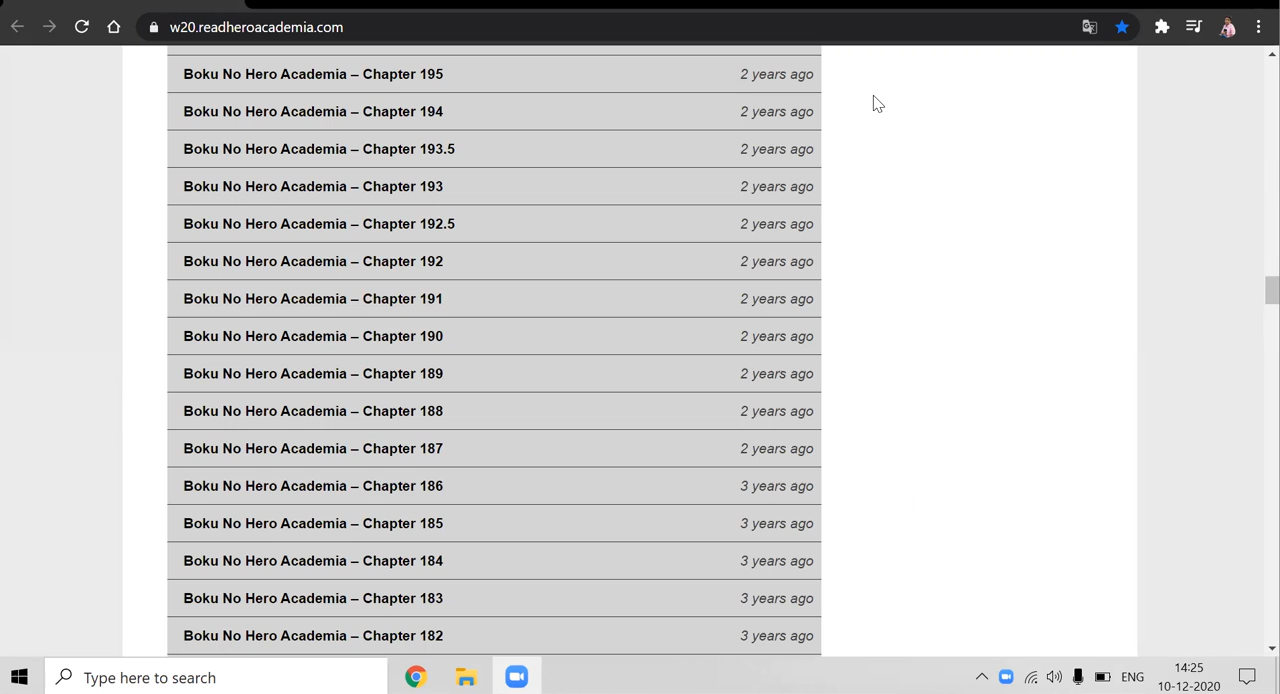 w20.readheroacademia.com
Boku No Hero Academia – Chapter 195 2 years ago
Boku No Hero Academia – Chapter 194 2 years ago
Boku No Hero Academia – Chapter 193.5 2 years ago
Boku No Hero Academia – Chapter 193 2 years ago
Boku No Hero Academia – Chapter 192.5 2 years ago
Boku No Hero Academia – Chapter 192 2 years ago
Boku No Hero Academia – Chapter 191 2 years ago
Boku No Hero Academia – Chapter 190 2 years ago
Boku No Hero Academia – Chapter 189 2 years ago
Boku No Hero Academia – Chapter 188 2 years ago
Boku No Hero Academia – Chapter 187 2 years ago
Boku No Hero Academia – Chapter 186 3 years ago
Boku No Hero Academia – Chapter 185 3 years ago
Boku No Hero Academia – Chapter 184 3 years ago
Boku No Hero Academia – Chapter 183 3 years ago
Boku No Hero Academia – Chapter 182 3 years ago
Type here to search
ENG
14:25
10-12-2020